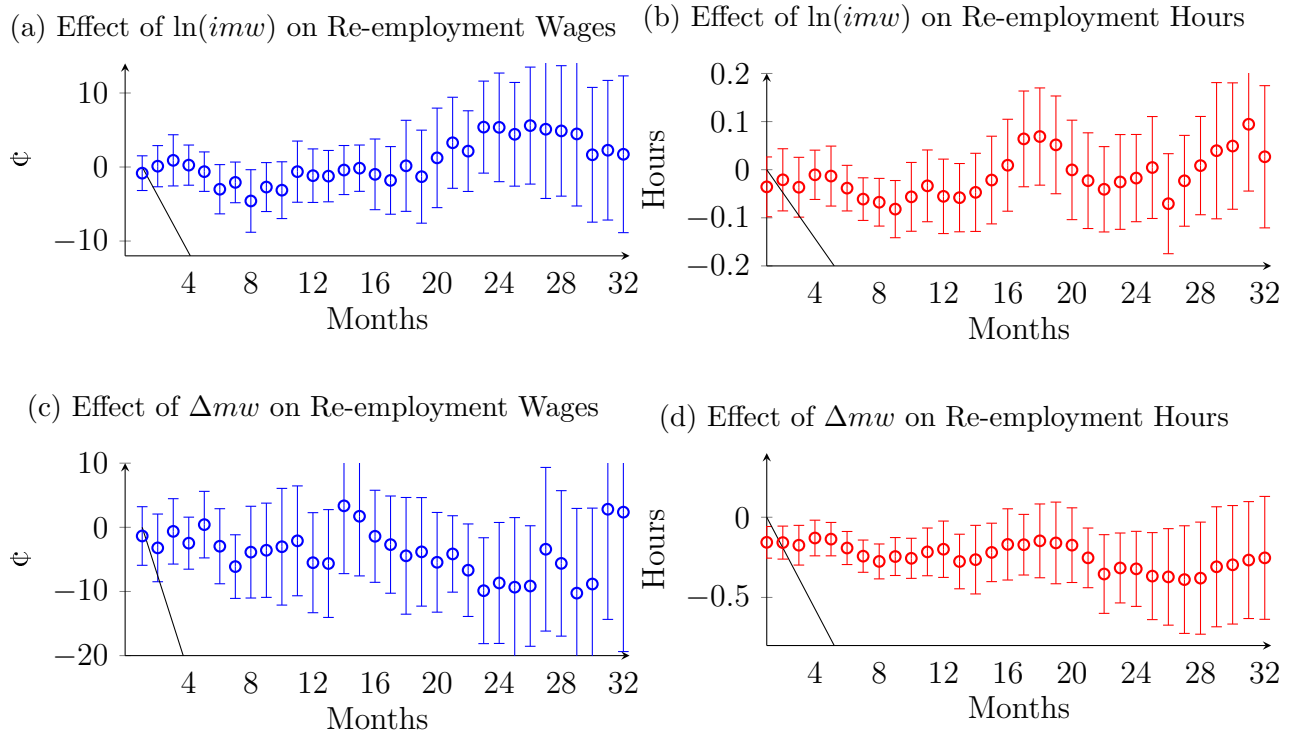 (a) Effect of ln(imw) on Re-employment Wages
10
0
−10
¢
4 8 12 16 20 24 28 32
Months
(b) Effect of ln(imw) on Re-employment Hours
0.2
0.1
0
−0.1
−0.2
Hours
4 8 12 16 20 24 28 32
Months
(c) Effect of Δmw on Re-employment Wages
10
0
−10
−20
¢
4 8 12 16 20 24 28 32
Months
(d) Effect of Δmw on Re-employment Hours
0
−0.5
Hours
4 8 12 16 20 24 28 32
Months